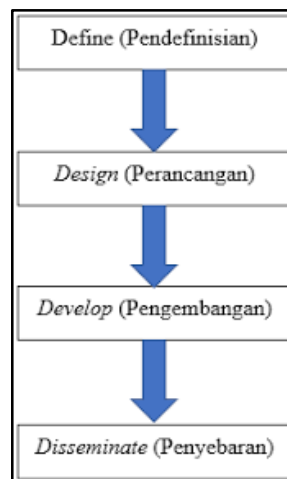 Define (Pendefinisian)
Design (Perancangan)
Develop (Pengembangan)
Disseminate (Penyebaran)